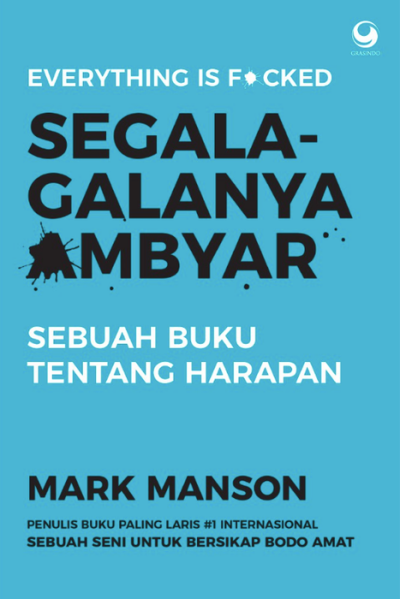 GRASINDO
EVERYTHING IS F*CKED
SEGALA-
GALANYA
AMBYAR
SEBUAH BUKU
TENTANG HARAPAN
MARK MANSON
PENULIS BUKU PALING LARIS #1 INTERNASIONAL
SEBUAH SENI UNTUK BERSIKAP BODO AMAT